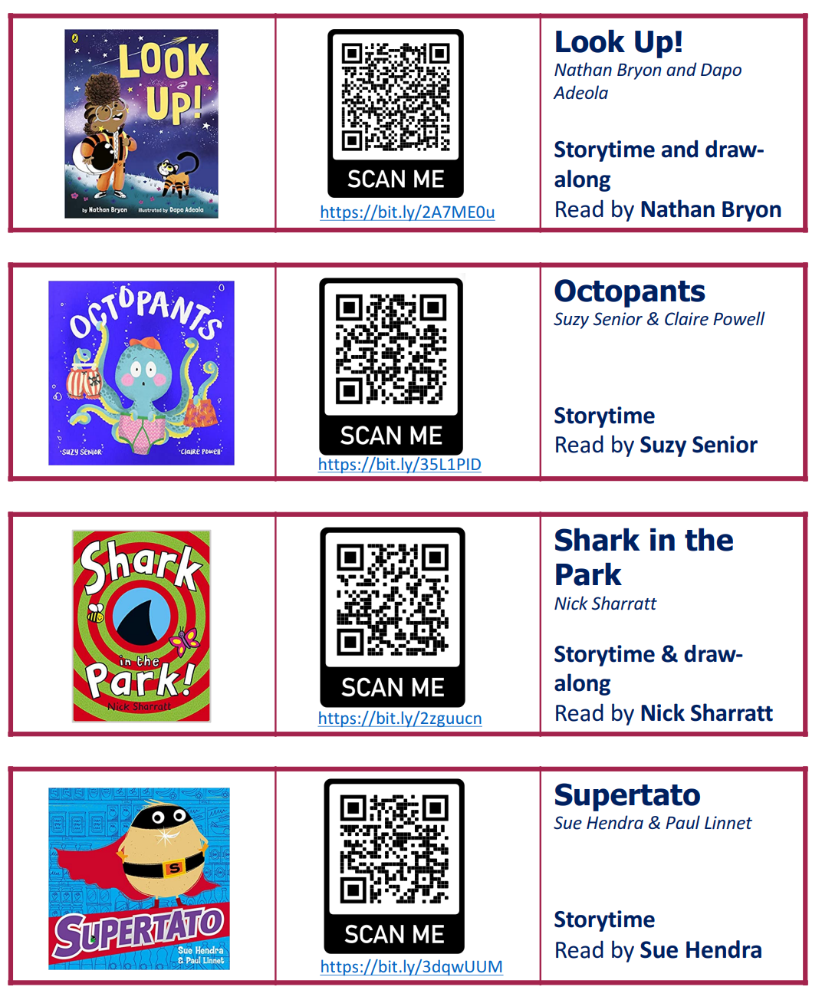 LOOK
UP!
by Nathan Bryon illustrated by Dapo Adeola
SCAN ME
https://bit.ly/2A7ME0u
Look Up!
Nathan Bryon and Dapo
Adeola
Storytime and draw-
along
Read by Nathan Bryon
OCTOPANTS
SUZY SENIOR
Claire Powell
SCAN ME
https://bit.ly/35L1PID
Octopants
Suzy Senior & Claire Powell
Storytime
Read by Suzy Senior
Shark
in the
Park!
Nick Sharratt
SCAN ME
https://bit.ly/2zguucn
Shark in the
Park
Nick Sharratt
Storytime & draw-
along
Read by Nick Sharratt
S
SUPERTATO
Sue Hendra
& Paul Linnet
SCAN ME
https://bit.ly/3dqwUUM
Supertato
Sue Hendra & Paul Linnet
Storytime
Read by Sue Hendra